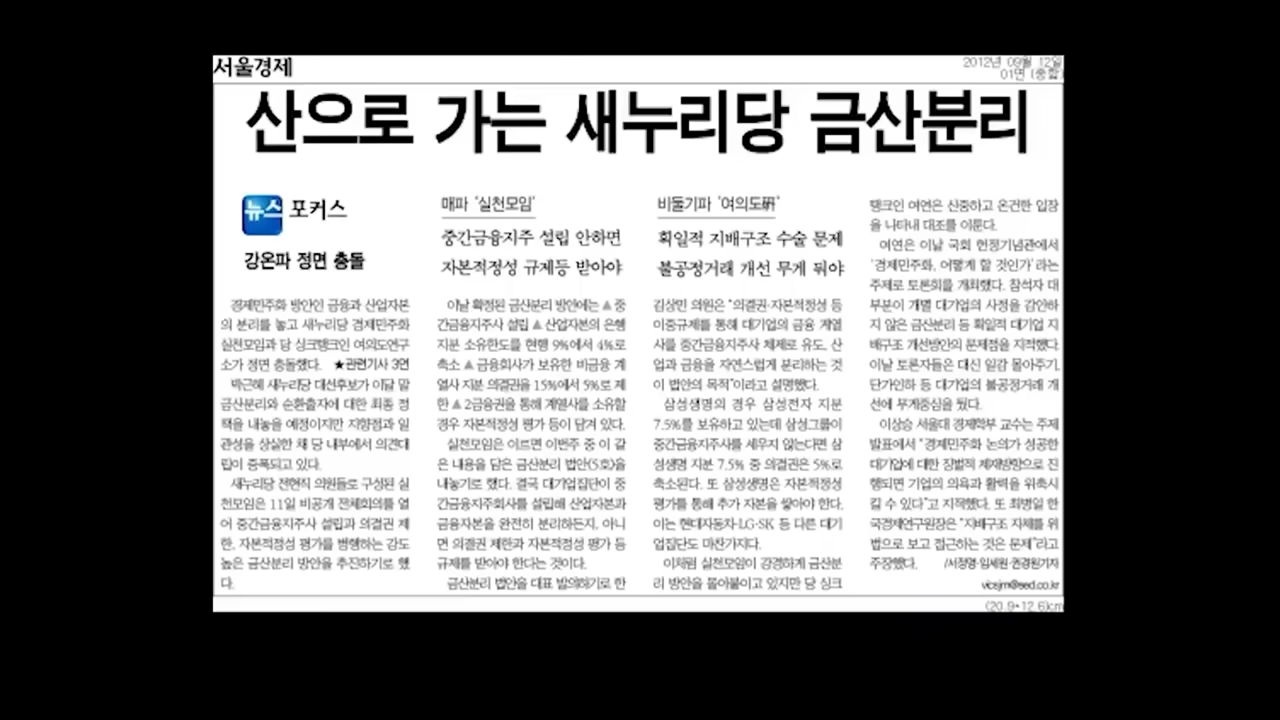 서울경제
2012년 09월 12일
01면 (종합)
산으로 가는 새누리당 금산분리
뉴스 포커스
강온파 정면 충돌
경제민주화 방안인 금융과 산업자본
의 분리를 놓고 새누리당 경제민주화
실천모임과 당 싱크탱크인 여의도연구
소가 정면 충돌했다. ★관련기사 3면
박근혜 새누리당 대선후보가 이달 말
금산분리와 순환출자에 대한 최종 정
책을 내놓을 예정이지만 지향점과 일
관성을 상실한 채 당 내부에서 의견대
립이 증폭되고 있다.
새누리당 전현직 의원들로 구성된 실
천모임은 11일 비공개 전체회의를 열
어 중간금융지주사 설립과 의결권 제
한, 자본적정성 평가를 병행하는 강도
높은 금산분리 방안을 추진하기로 했
다.
매파 '실천모임'
중간금융지주 설립 안하면
자본적정성 규제등 받아야
이날 확정된 금산분리 방안에는 ▲중
간금융지주사 설립 ▲산업자본의 은행
지분 소유한도를 현행 9%에서 4%로
축소 ▲금융회사가 보유한 비금융 계
열사 지분 의결권을 15%에서 5%로 제
한 ▲2금융권을 통해 계열사를 소유할
경우 자본적정성 평가 등이 담겨 있다.
실천모임은 이르면 이번주 중 이 같
은 내용을 담은 금산분리 법안(5호)을
내놓기로 했다. 결국 대기업집단이 중
간금융지주회사를 설립해 산업자본과
금융자본을 완전히 분리하든지, 아니
면 의결권 제한과 자본적정성 평가 등
규제를 받아야 한다는 것이다.
금산분리 법안을 대표 발의하기로 한
비둘기파 '여의도硏'
획일적 지배구조 수술 문제
불공정거래 개선 무게 둬야
김상민 의원은 "의결권·자본적정성 등
이중규제를 통해 대기업의 금융 계열
사를 중간금융지주사 체제로 유도, 산
업과 금융을 자연스럽게 분리하는 것
이 법안의 목적"이라고 설명했다.
삼성생명의 경우 삼성전자 지분
7.5%를 보유하고 있는데 삼성그룹이
중간금융지주사를 세우지 않는다면 삼
성생명 지분 7.5% 중 의결권은 5%로
축소된다. 또 삼성생명은 자본적정성
평가를 통해 추가 자본을 쌓아야 한다.
이는 현대자동차·LG·SK 등 다른 대기
업집단도 마찬가지다.
이처럼 실천모임이 강경하게 금산분
리 방안을 몰아붙이고 있지만 당 싱크
탱크인 여연은 신중하고 온건한 입장
을 나타내 대조를 이룬다.
여연은 이날 국회 헌정기념관에서
'경제민주화, 어떻게 할 것인가'라는
주제로 토론회를 개최했다. 참석자 대
부분이 개별 대기업의 사정을 감안하
지 않은 금산분리 등 획일적 대기업 지
배구조 개선방안의 문제점을 지적했다.
이날 토론자들은 대신 일감 몰아주기,
단가인하 등 대기업의 불공정거래 개
선에 무게중심을 뒀다.
이상승 서울대 경제학부 교수는 주제
발표에서 "경제민주화 논의가 성공한
대기업에 대한 징벌적 제재방향으로 진
행되면 기업의 의욕과 활력을 위축시
킬 수 있다"고 지적했다. 또 최병일 한
국경제연구원장은 "지배구조 자체를 위
법으로 보고 접근하는 것은 문제"라고
주장했다. /서정명·임세원·권경원기자
vicsjm@sed.co.kr
(20.9*12.6)cm